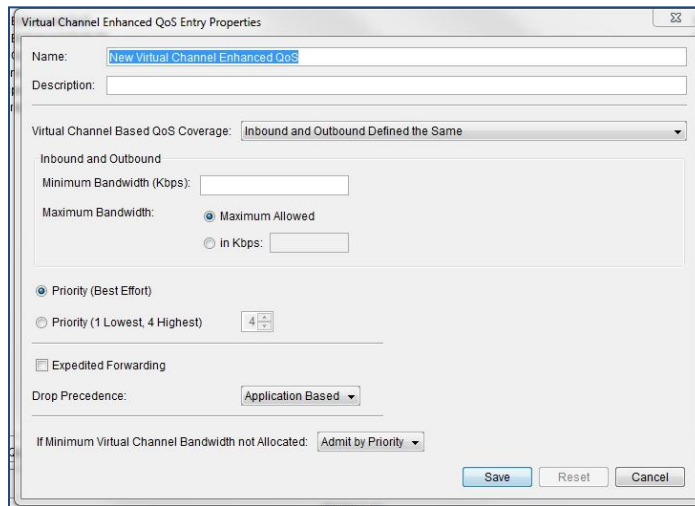 Virtual Channel Enhanced QoS Entry Properties
Name: New Virtual Channel Enhanced QoS
Description:
Virtual Channel Based QoS Coverage: Inbound and Outbound Defined the Same
Inbound and Outbound
Minimum Bandwidth (Kbps):
Maximum Bandwidth: Maximum Allowed
in Kbps:
Priority (Best Effort)
Priority (1 Lowest, 4 Highest) 4
Expedited Forwarding
Drop Precedence: Application Based
If Minimum Virtual Channel Bandwidth not Allocated: Admit by Priority
Save Reset Cancel